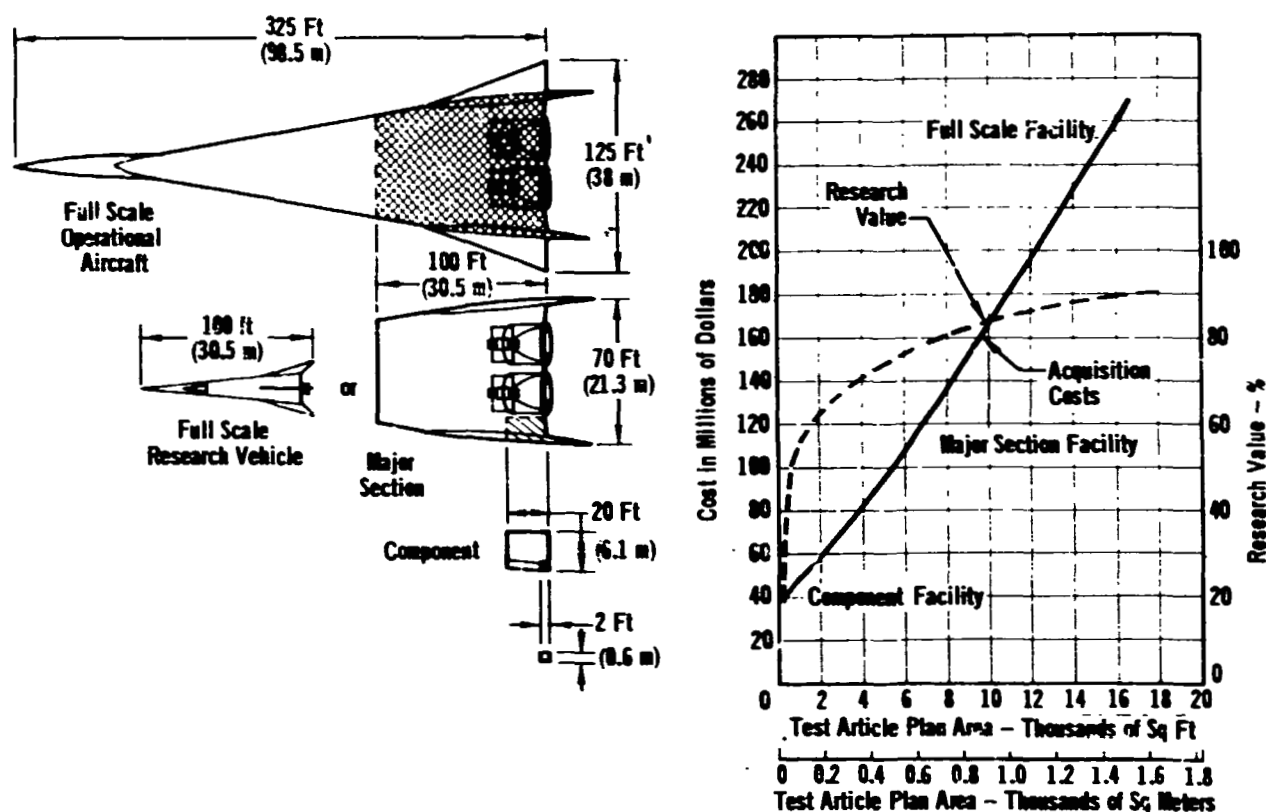 325 Ft
(98.5 m)
125 Ft'
(38 m)
Full Scale
Operational
Aircraft
100 Ft
(30.5 m)
100 ft
(30.5 m)
or
70 Ft
(21.3 m)
Full Scale
Research Vehicle
Major
Section
20 Ft
(6.1 m)
Component
2 Ft
(0.6 m)
Cost in Millions of Dollars
280
260
240
220
200
180
160
140
120
100
80
60
40
20
0
Full Scale Facility
Research
Value
Acquisition
Costs
Major Section Facility
Component Facility
100
80
60
40
20
0
Research Value ~ %
0 2 4 6 8 10 12 14 16 18 20
Test Article Plan Area – Thousands of Sq Ft
0 0.2 0.4 0.6 0.8 1.0 1.2 1.4 1.6 1.8
Test Article Plan Area – Thousands of Sq Meters